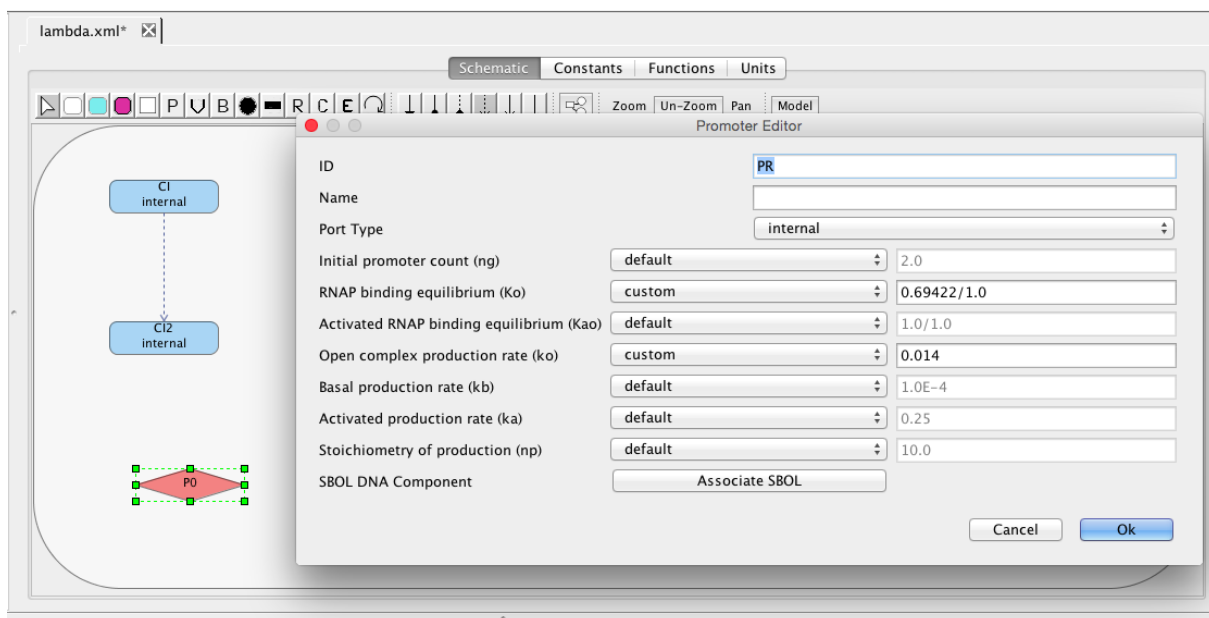 lambda.xml*
Schematic Constants Functions Units
P V B R C E Zoom Un-Zoom Pan Model
Promoter Editor
CI
internal
CI2
internal
P0
ID PR
Name
Port Type internal
Initial promoter count (ng) default 2.0
RNAP binding equilibrium (Ko) custom 0.69422/1.0
Activated RNAP binding equilibrium (Kao) default 1.0/1.0
Open complex production rate (ko) custom 0.014
Basal production rate (kb) default 1.0E-4
Activated production rate (ka) default 0.25
Stoichiometry of production (np) default 10.0
SBOL DNA Component Associate SBOL
Cancel Ok